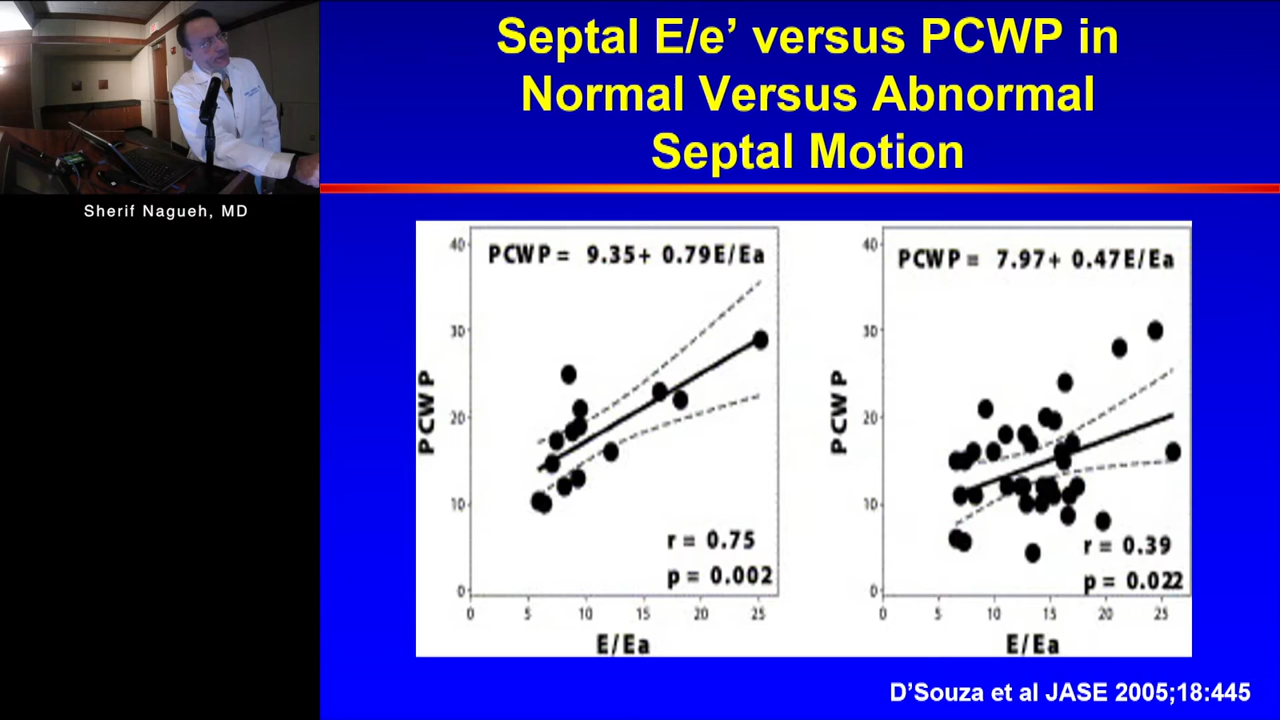 Septal E/e’ versus PCWP in
Normal Versus Abnormal
Septal Motion
Sherif Nagueh, MD
PCWP = 9.35+ 0.79E/Ea
40
30
20
10
0
PCWP
r = 0.75
p = 0.002
0 5 10 15 20 25
E/Ea
PCWP = 7.97+ 0.47E/Ea
40
30
20
10
0
PCWP
r = 0.39
p = 0.022
0 5 10 15 20 25
E/Ea
D’Souza et al JASE 2005;18:445